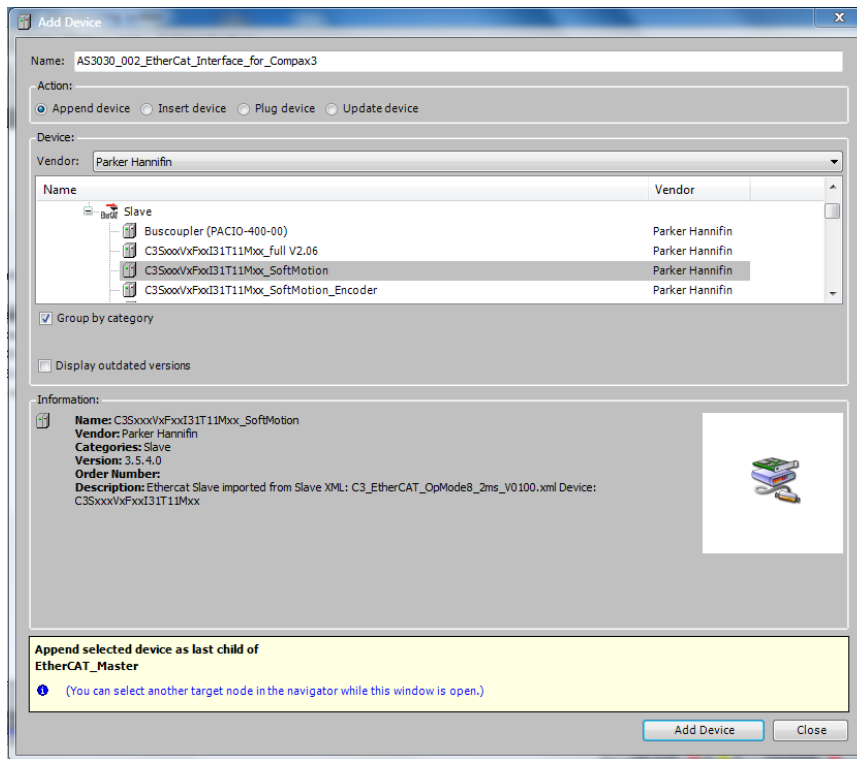 Add Device
X
Name: AS3030_002_EtherCat_Interface_for_Compax3
Action:
Append device Insert device Plug device Update device
Device:
Vendor: Parker Hannifin
Name Vendor
Slave
Buscoupler (PACIO-400-00) Parker Hannifin
C3SxxxVxFxxI31T11Mxx_full V2.06 Parker Hannifin
C3SxxxVxFxxI31T11Mxx_SoftMotion Parker Hannifin
C3SxxxVxFxxI31T11Mxx_SoftMotion_Encoder Parker Hannifin
Group by category
Display outdated versions
Information:
Name: C3SxxxVxFxxI31T11Mxx_SoftMotion
Vendor: Parker Hannifin
Categories: Slave
Version: 3.5.4.0
Order Number:
Description: Ethercat Slave imported from Slave XML: C3_EtherCAT_OpMode8_2ms_V0100.xml Device:
C3SxxxVxFxxI31T11Mxx
Append selected device as last child of
EtherCAT_Master
(You can select another target node in the navigator while this window is open.)
Add Device Close